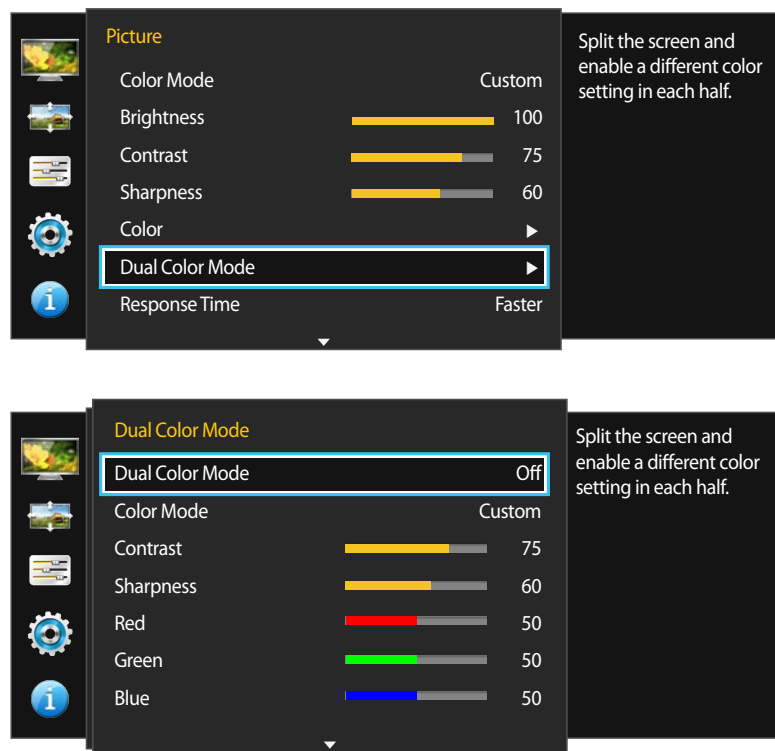 Picture
Color Mode Custom
Brightness 100
Contrast 75
Sharpness 60
Color
Dual Color Mode
Response Time Faster
Split the screen and
enable a different color
setting in each half.
Dual Color Mode
Dual Color Mode Off
Color Mode Custom
Contrast 75
Sharpness 60
Red 50
Green 50
Blue 50
Split the screen and
enable a different color
setting in each half.